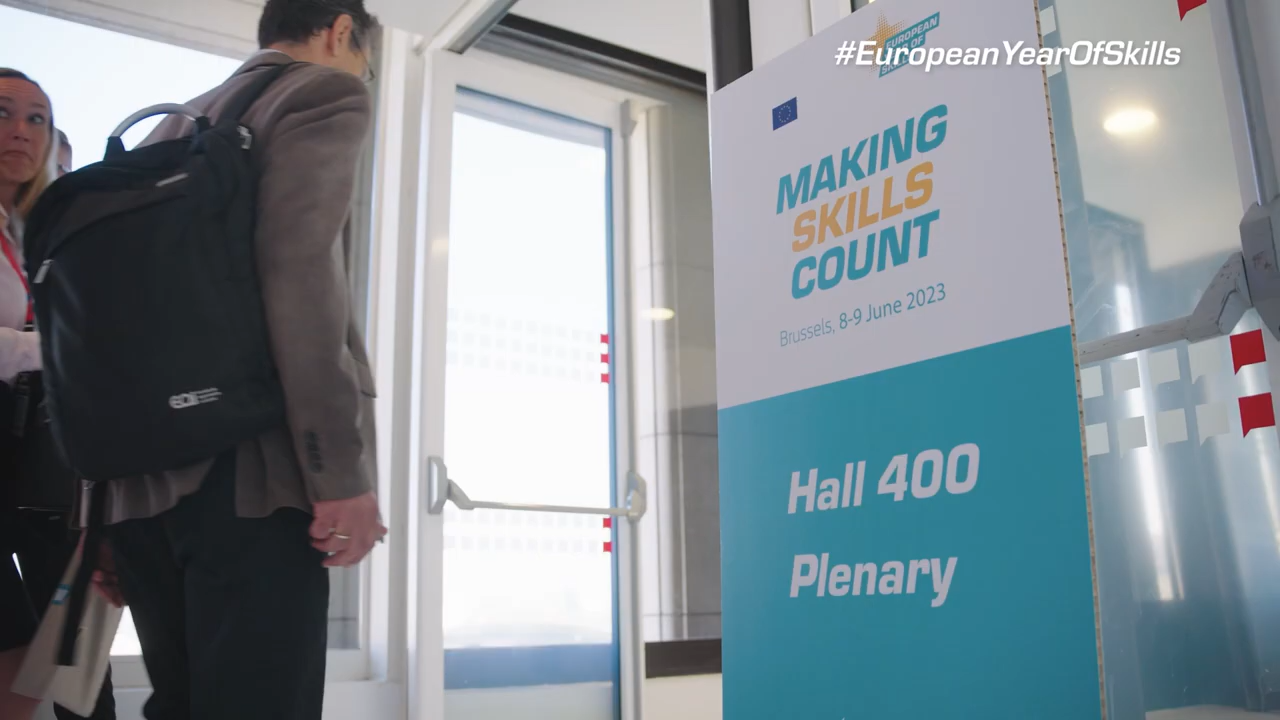 #EuropeanYearOfSkills
EUROPEAN
MAKING
SKILLS
COUNT
Brussels, 8-9 June 2023
Hall 400
Plenary